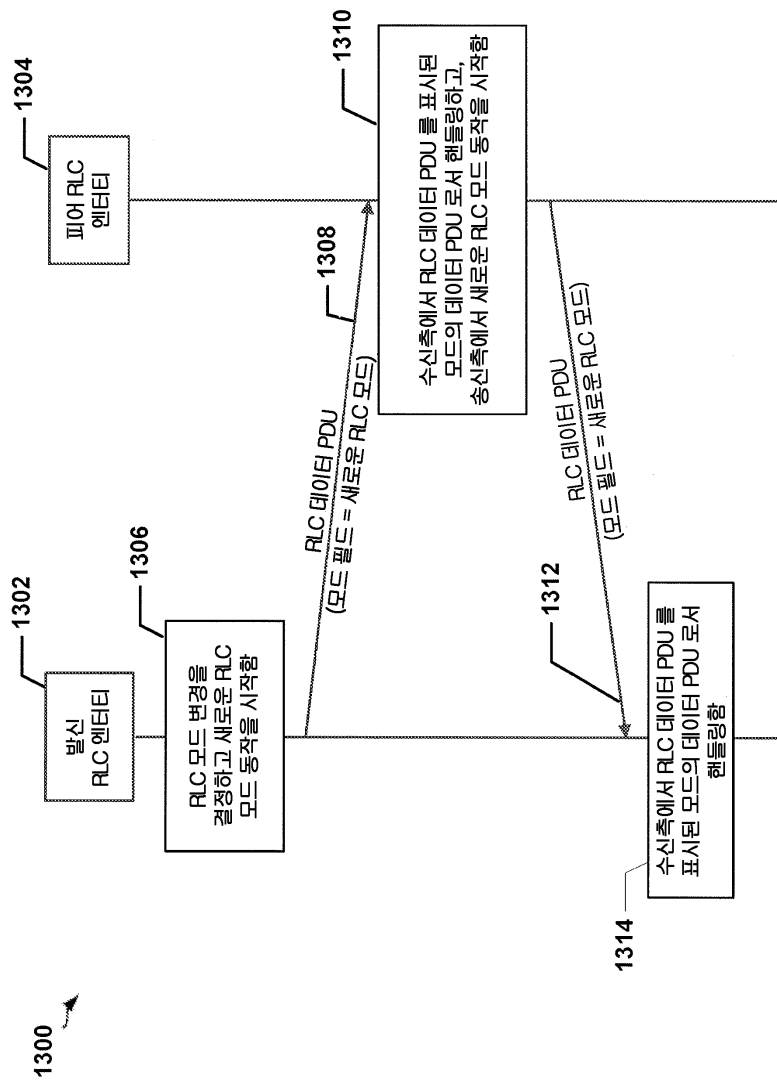 1300
1302
발신
RLC 엔터티
1304
피어 RLC
엔터티
1306
RLC 모드 변경을
결정하고 새로운 RLC
모드 동작을 시작함
1308
RLC 데이터 PDU
(모드 필드 = 새로운 RLC 모드)
1310
수신측에서 RLC 데이터 PDU 를 표시된
모드의 데이터 PDU 로서 핸들링하고,
송신측에서 새로운 RLC 모드 동작을 시작함
1312
RLC 데이터 PDU
(모드 필드 = 새로운 RLC 모드)
1314
수신측에서 RLC 데이터 PDU 를
표시된 모드의 데이터 PDU 로서
핸들링함